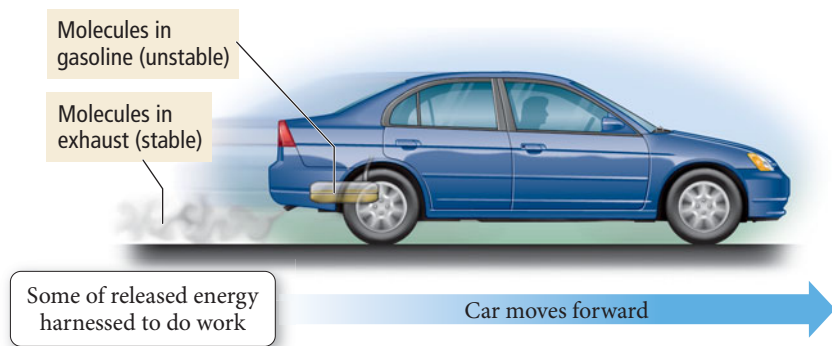 Molecules in
gasoline (unstable)
Molecules in
exhaust (stable)
Some of released energy
harnessed to do work
Car moves forward